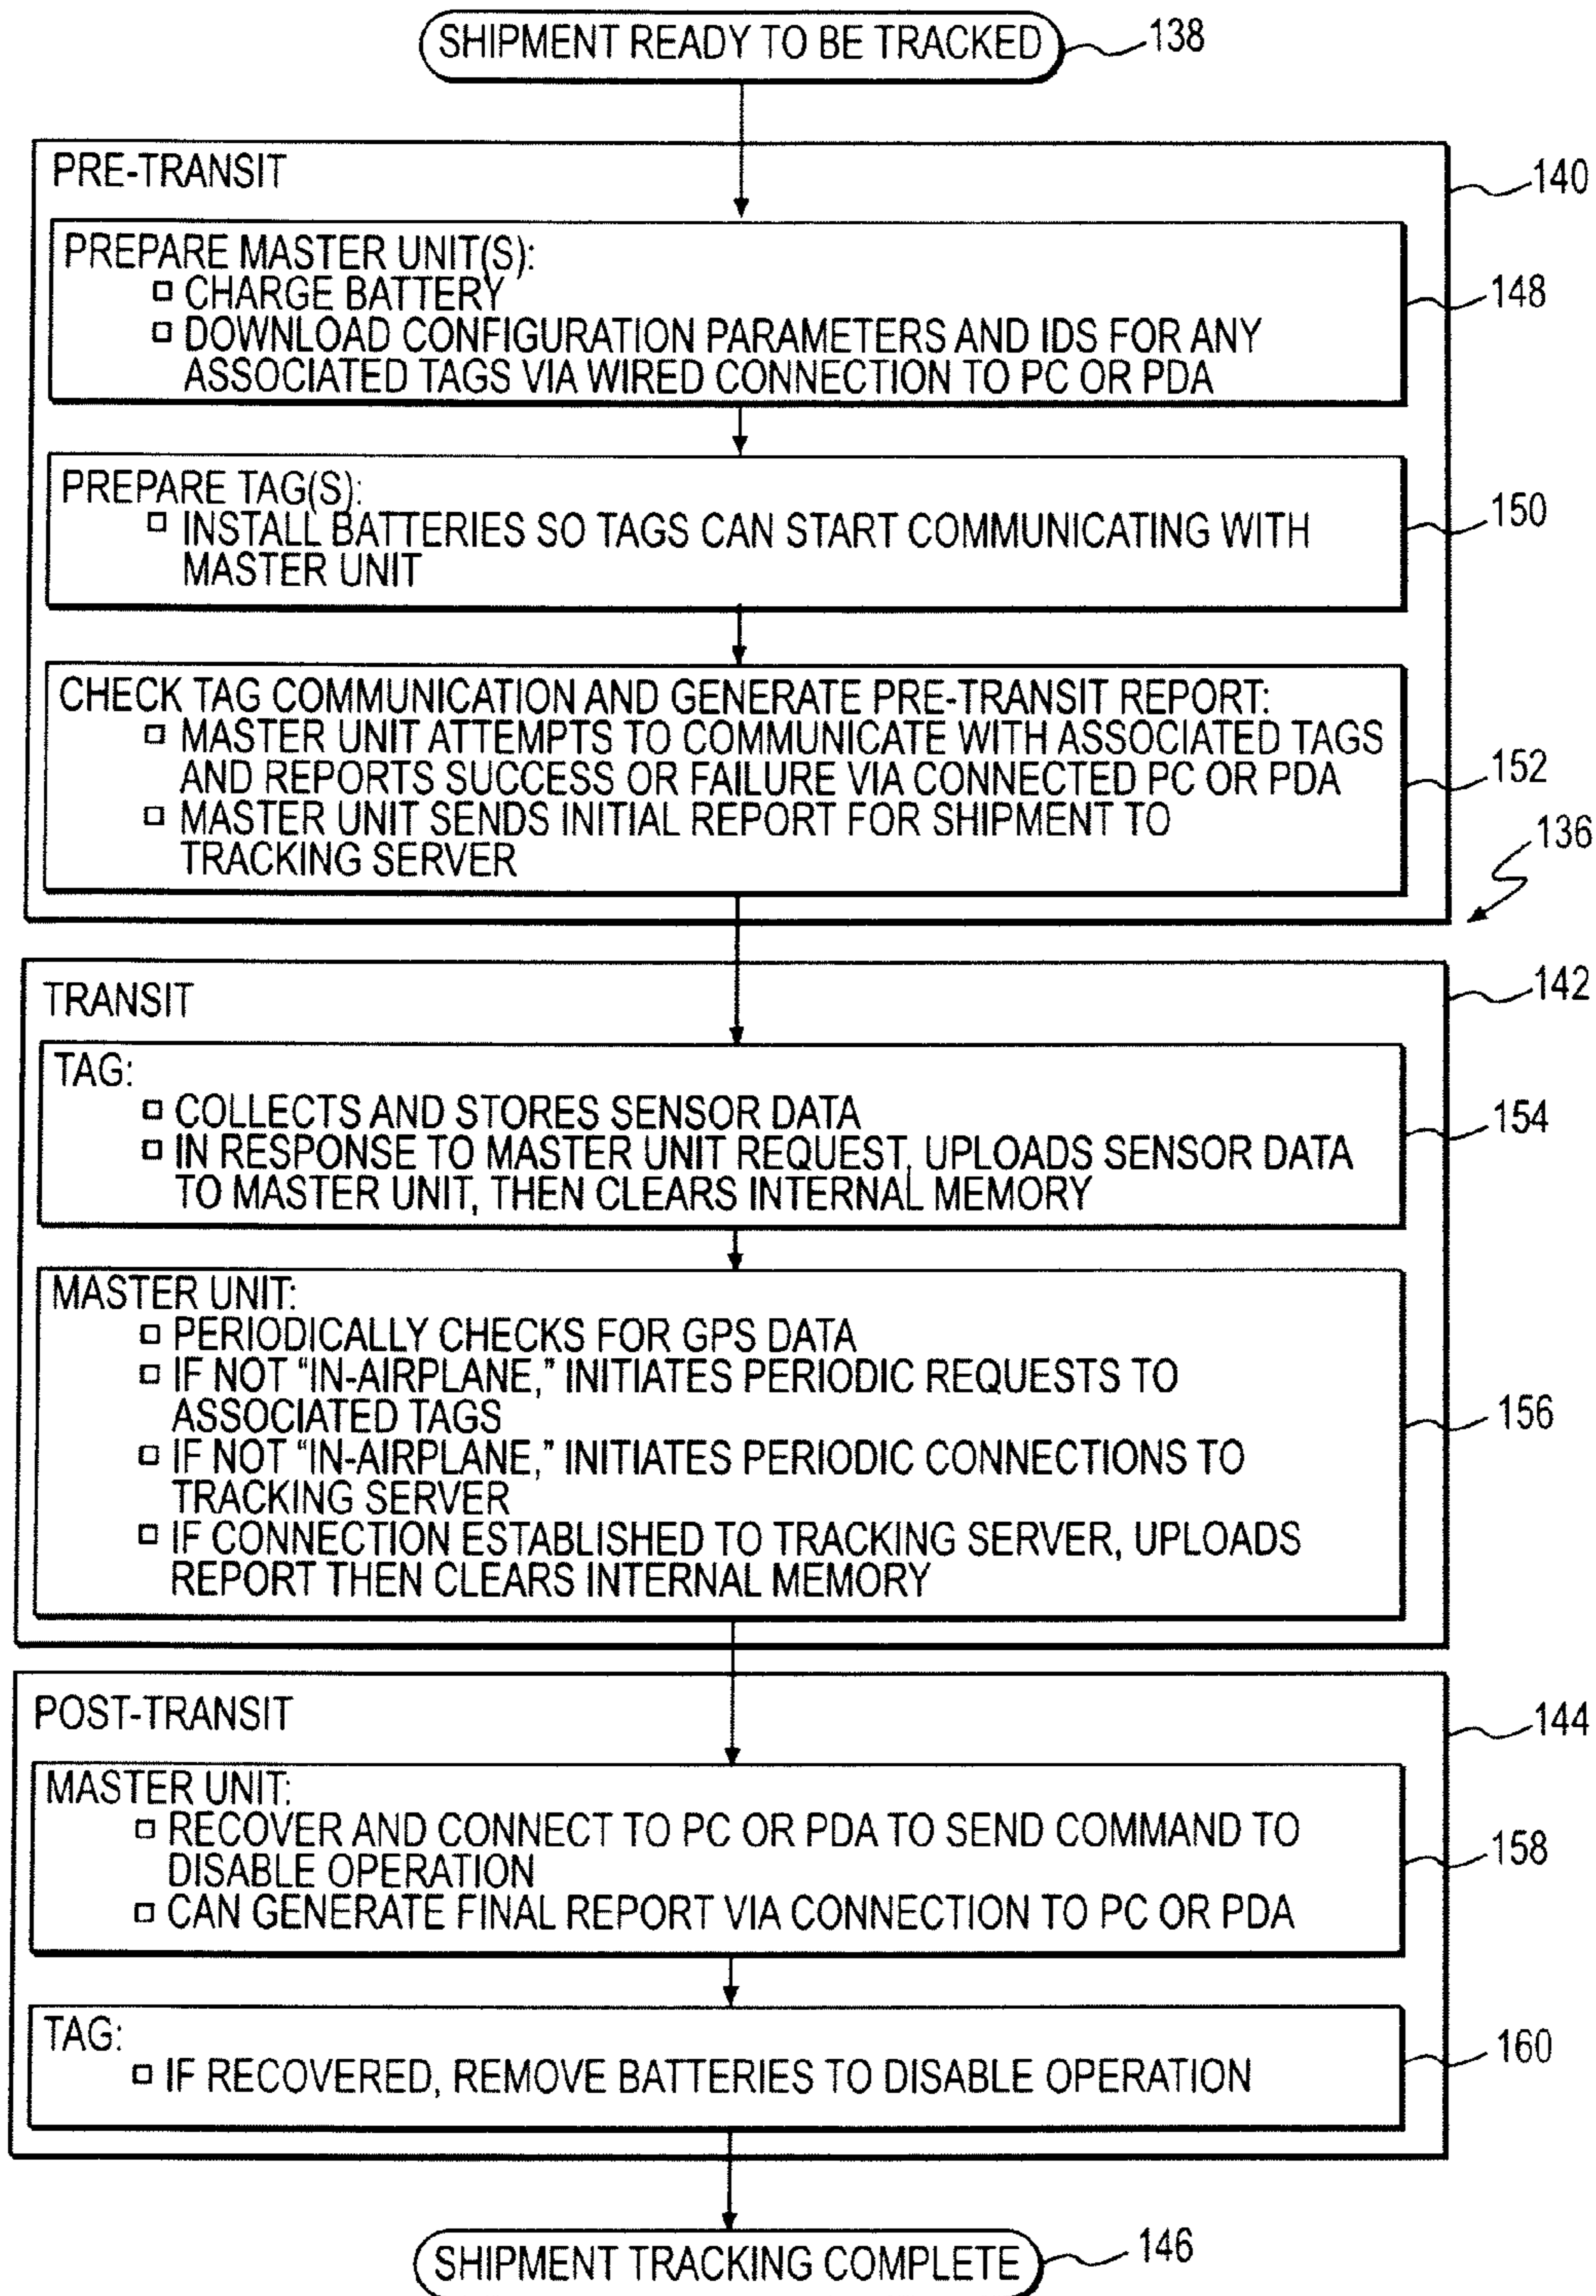 SHIPMENT READY TO BE TRACKED
138
PRE-TRANSIT
140
PREPARE MASTER UNIT(S):
▫ CHARGE BATTERY
▫ DOWNLOAD CONFIGURATION PARAMETERS AND IDS FOR ANY
ASSOCIATED TAGS VIA WIRED CONNECTION TO PC OR PDA
148
PREPARE TAG(S):
▫ INSTALL BATTERIES SO TAGS CAN START COMMUNICATING WITH
MASTER UNIT
150
CHECK TAG COMMUNICATION AND GENERATE PRE-TRANSIT REPORT:
▫ MASTER UNIT ATTEMPTS TO COMMUNICATE WITH ASSOCIATED TAGS
AND REPORTS SUCCESS OR FAILURE VIA CONNECTED PC OR PDA
▫ MASTER UNIT SENDS INITIAL REPORT FOR SHIPMENT TO
TRACKING SERVER
152
136
TRANSIT
142
TAG:
▫ COLLECTS AND STORES SENSOR DATA
▫ IN RESPONSE TO MASTER UNIT REQUEST, UPLOADS SENSOR DATA
TO MASTER UNIT, THEN CLEARS INTERNAL MEMORY
154
MASTER UNIT:
▫ PERIODICALLY CHECKS FOR GPS DATA
▫ IF NOT “IN-AIRPLANE,” INITIATES PERIODIC REQUESTS TO
ASSOCIATED TAGS
▫ IF NOT “IN-AIRPLANE,” INITIATES PERIODIC CONNECTIONS TO
TRACKING SERVER
▫ IF CONNECTION ESTABLISHED TO TRACKING SERVER, UPLOADS
REPORT THEN CLEARS INTERNAL MEMORY
156
POST-TRANSIT
144
MASTER UNIT:
▫ RECOVER AND CONNECT TO PC OR PDA TO SEND COMMAND TO
DISABLE OPERATION
▫ CAN GENERATE FINAL REPORT VIA CONNECTION TO PC OR PDA
158
TAG:
▫ IF RECOVERED, REMOVE BATTERIES TO DISABLE OPERATION
160
SHIPMENT TRACKING COMPLETE
146